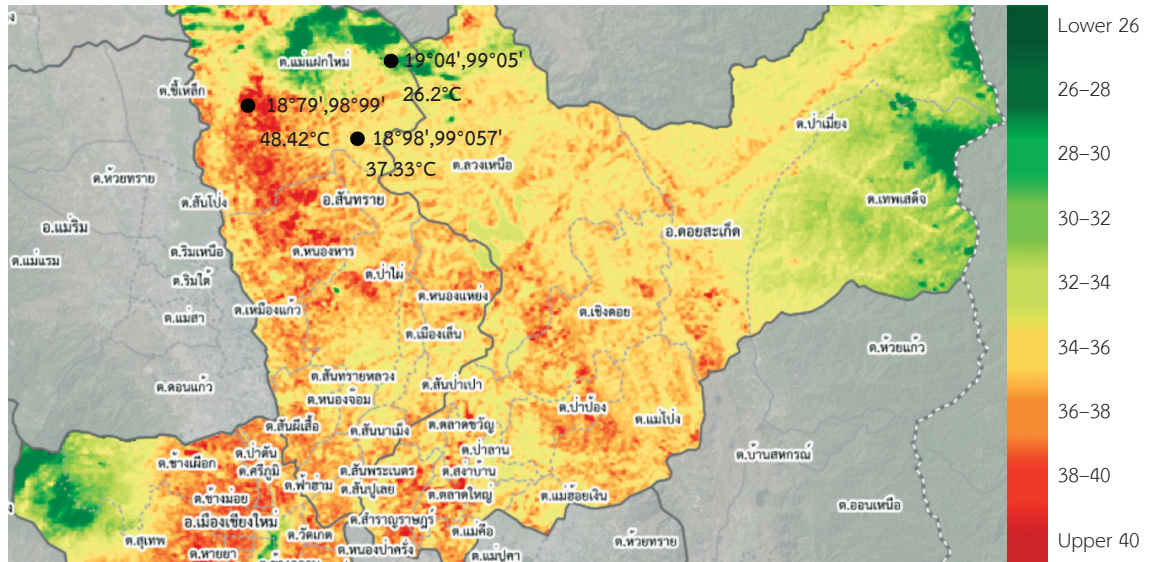 ต.แม่แฝกใหม่
19°04',99°05'
26.2°C
ต.ขี้เหล็ก
18°79',98°99'
48.42°C
18°98',99°057'
37.33°C
ต.ลวงเหนือ
ต.ป่าเมี่ยง
ต.ห้วยทราย
ต.สันโป่ง
อ.สันทราย
ต.เทพเสด็จ
อ.แม่ริม
อ.ดอยสะเก็ด
ต.แม่แรม
ต.ริมเหนือ
ต.หนองหาร
ต.ริมใต้
ต.ป่าไผ่
ต.หนองแหย่ง
ต.เหมืองแก้ว
ต.แม่สา
ต.เชิงดอย
ต.เมืองเล็น
ต.ห้วยแก้ว
ต.ดอนแก้ว
ต.สันทรายหลวง
ต.สันป่าเปา
ต.หนองจ๊อม
ต.ป่าป้อง
ต.แม่โป่ง
ต.สันผีเสื้อ
ต.สันนาเม็ง
ต.ตลาดขวัญ
ต.ป่าตัน
ต.ป่าลาน
ต.บ้านสหกรณ์
ต.ช้างเผือก
ต.ศรีภูมิ
ต.สันพระเนตร
ต.สง่าบ้าน
ต.ฟ้าฮ่าม
ต.สันปูเลย
ต.ช้างม่อย
ต.ตลาดใหญ่
ต.แม่ฮ้อยเงิน
ต.ออนเหนือ
อ.เมืองเชียงใหม่
ต.สำราญราษฎร์
ต.วัดเกต
ต.แม่คือ
ต.สุเทพ
ต.หายยา
ต.หนองป่าครั่ง
ต.แม่ปูคา
ต.ห้วยทราย
Lower 26
26–28
28–30
30–32
32–34
34–36
36–38
38–40
Upper 40